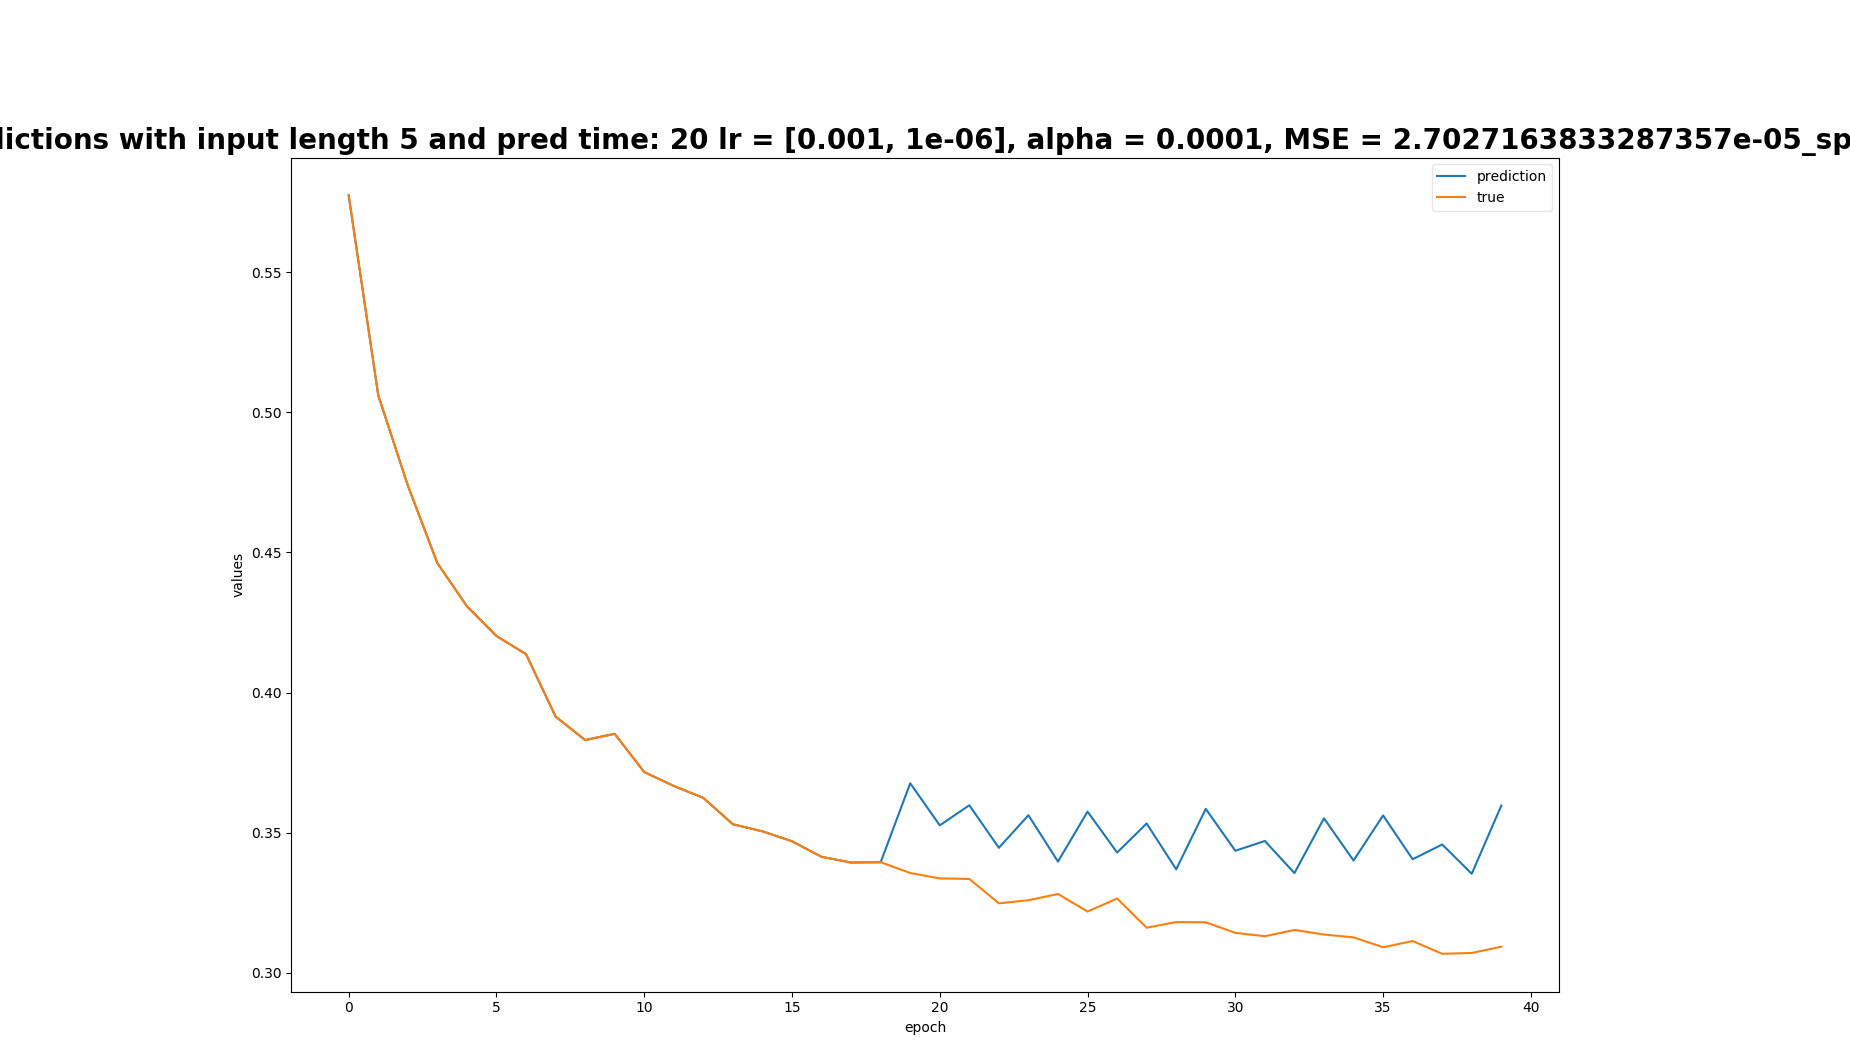 dictions with input length 5 and pred time: 20 lr = [0.001, 1e-06], alpha = 0.0001, MSE = 2.7027163833287357e-05_sp
prediction
true
0.55
0.50
0.45
0.40
0.35
0.30
values
0 5 10 15 20 25 30 35 40
epoch